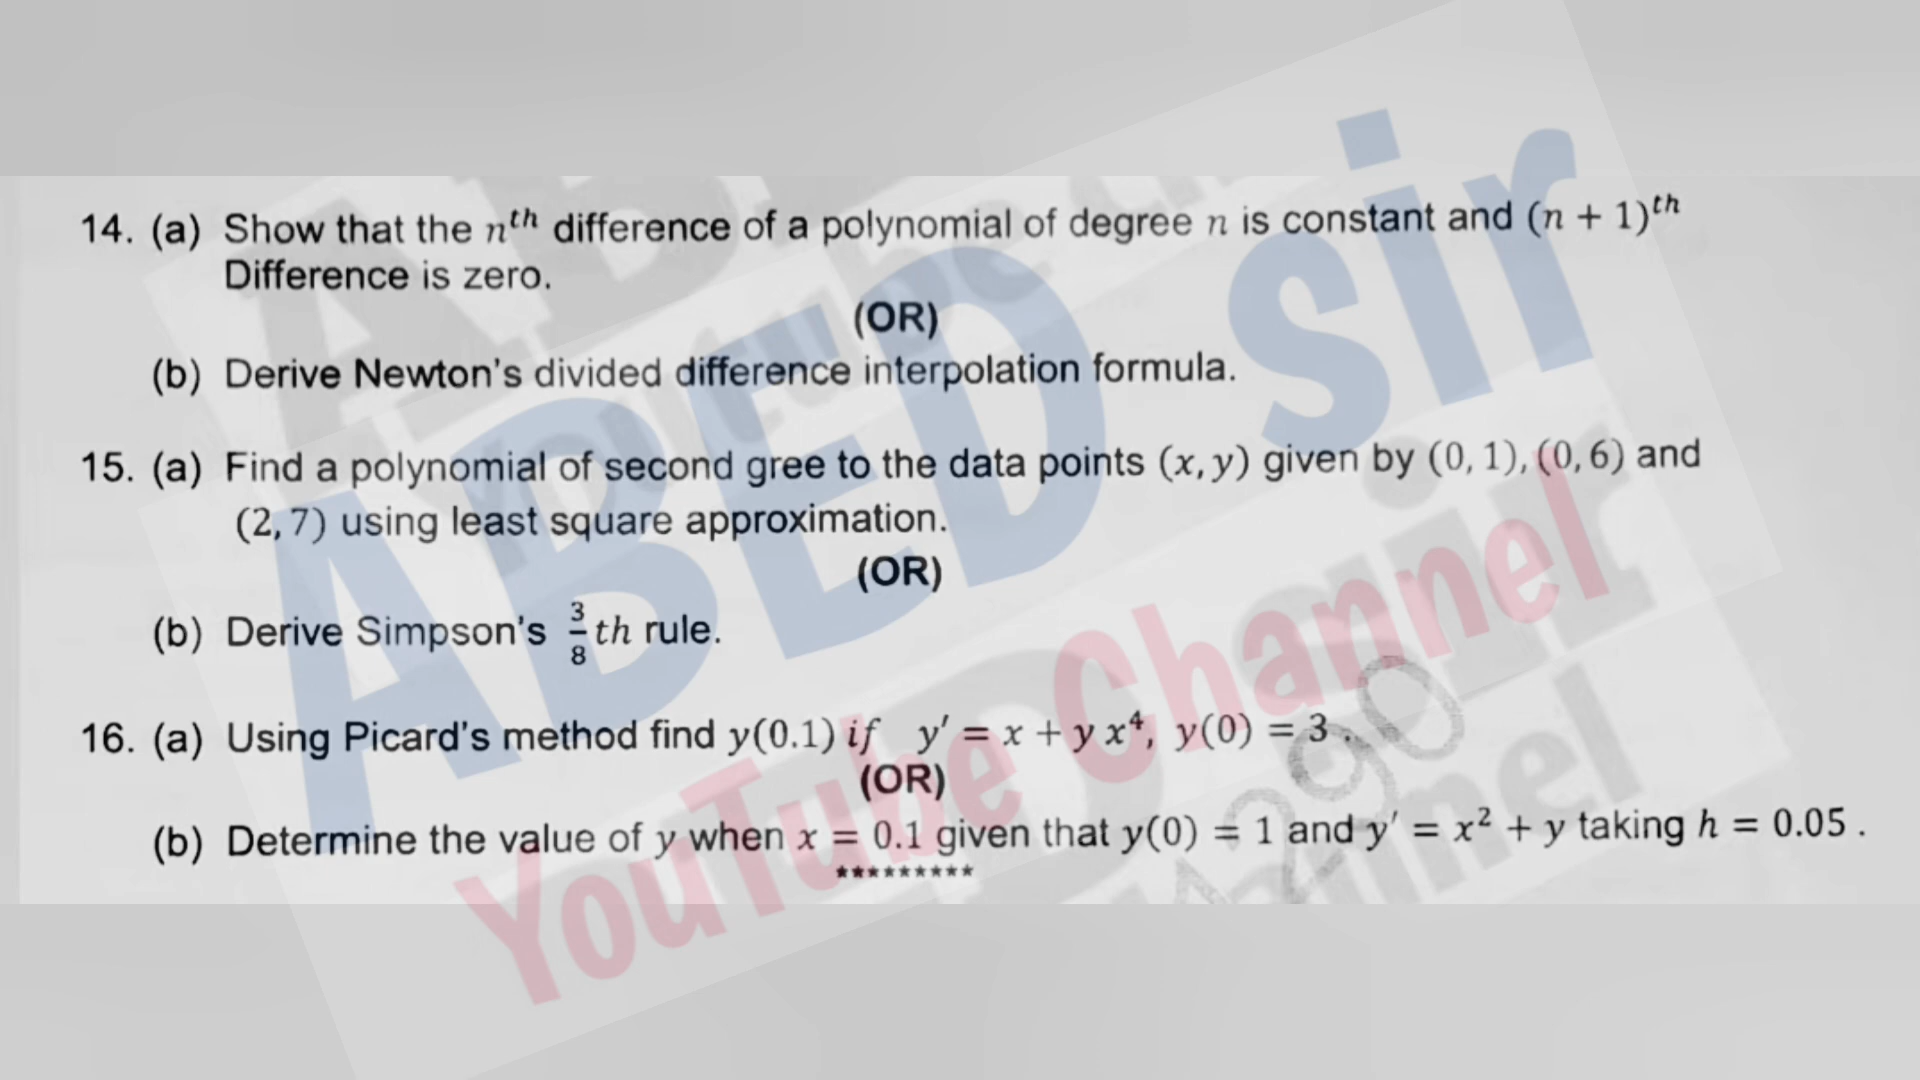 14. (a) Show that the nᵗʰ difference of a polynomial of degree n is constant and (n + 1)ᵗʰ
Difference is zero.
(OR)
(b) Derive Newton's divided difference interpolation formula.
15. (a) Find a polynomial of second gree to the data points (x, y) given by (0, 1), (0, 6) and
(2, 7) using least square approximation.
(OR)
(b) Derive Simpson's 3/8 th rule.
16. (a) Using Picard's method find y(0.1) if y′ = x + y x⁴, y(0) = 3 .
(OR)
(b) Determine the value of y when x = 0.1 given that y(0) = 1 and y′ = x² + y taking h = 0.05 .
*********
ABED sir
YouTube Channel